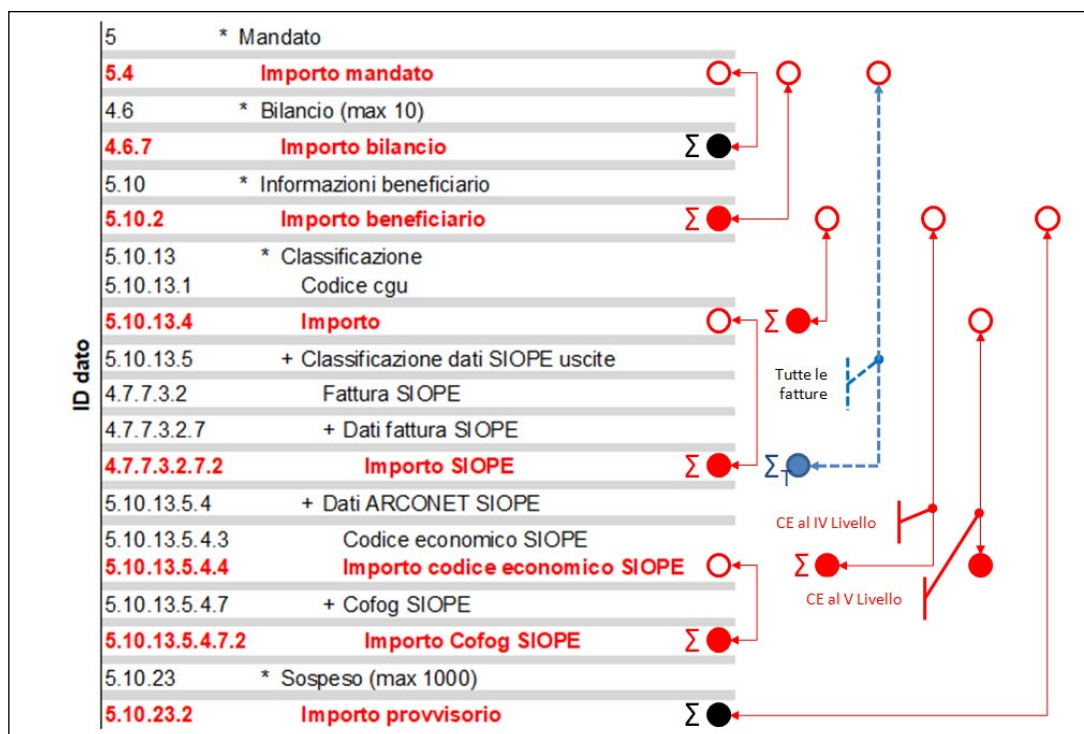 ID dato
5 * Mandato
5.4 Importo mandato
4.6 * Bilancio (max 10)
4.6.7 Importo bilancio Σ
5.10 * Informazioni beneficiario
5.10.2 Importo beneficiario Σ
5.10.13 * Classificazione
5.10.13.1 Codice cgu
5.10.13.4 Importo Σ
5.10.13.5 + Classificazione dati SIOPE uscite
Tutte le
fatture
4.7.7.3.2 Fattura SIOPE
4.7.7.3.2.7 + Dati fattura SIOPE
4.7.7.3.2.7.2 Importo SIOPE Σ ΣT
5.10.13.5.4 + Dati ARCONET SIOPE
CE al IV Livello
5.10.13.5.4.3 Codice economico SIOPE
5.10.13.5.4.4 Importo codice economico SIOPE Σ
CE al V Livello
5.10.13.5.4.7 + Cofog SIOPE
5.10.13.5.4.7.2 Importo Cofog SIOPE Σ
5.10.23 * Sospeso (max 1000)
5.10.23.2 Importo provvisorio Σ